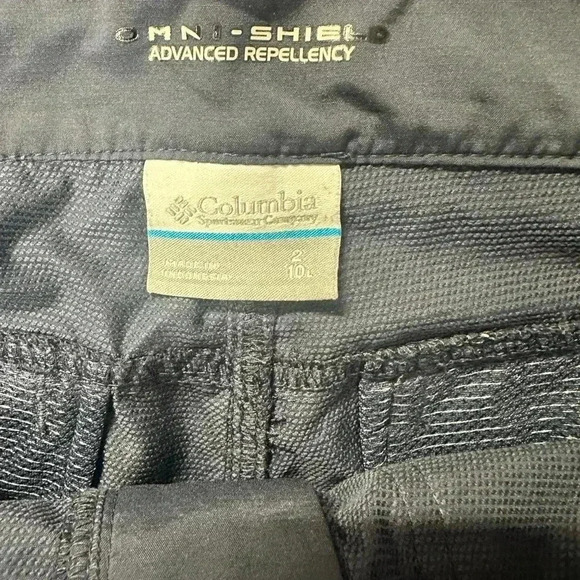 OMNI-SHIELD
ADVANCED REPELLENCY
Columbia
Sportswear Company
2
10L
MADE IN
INDONESIA